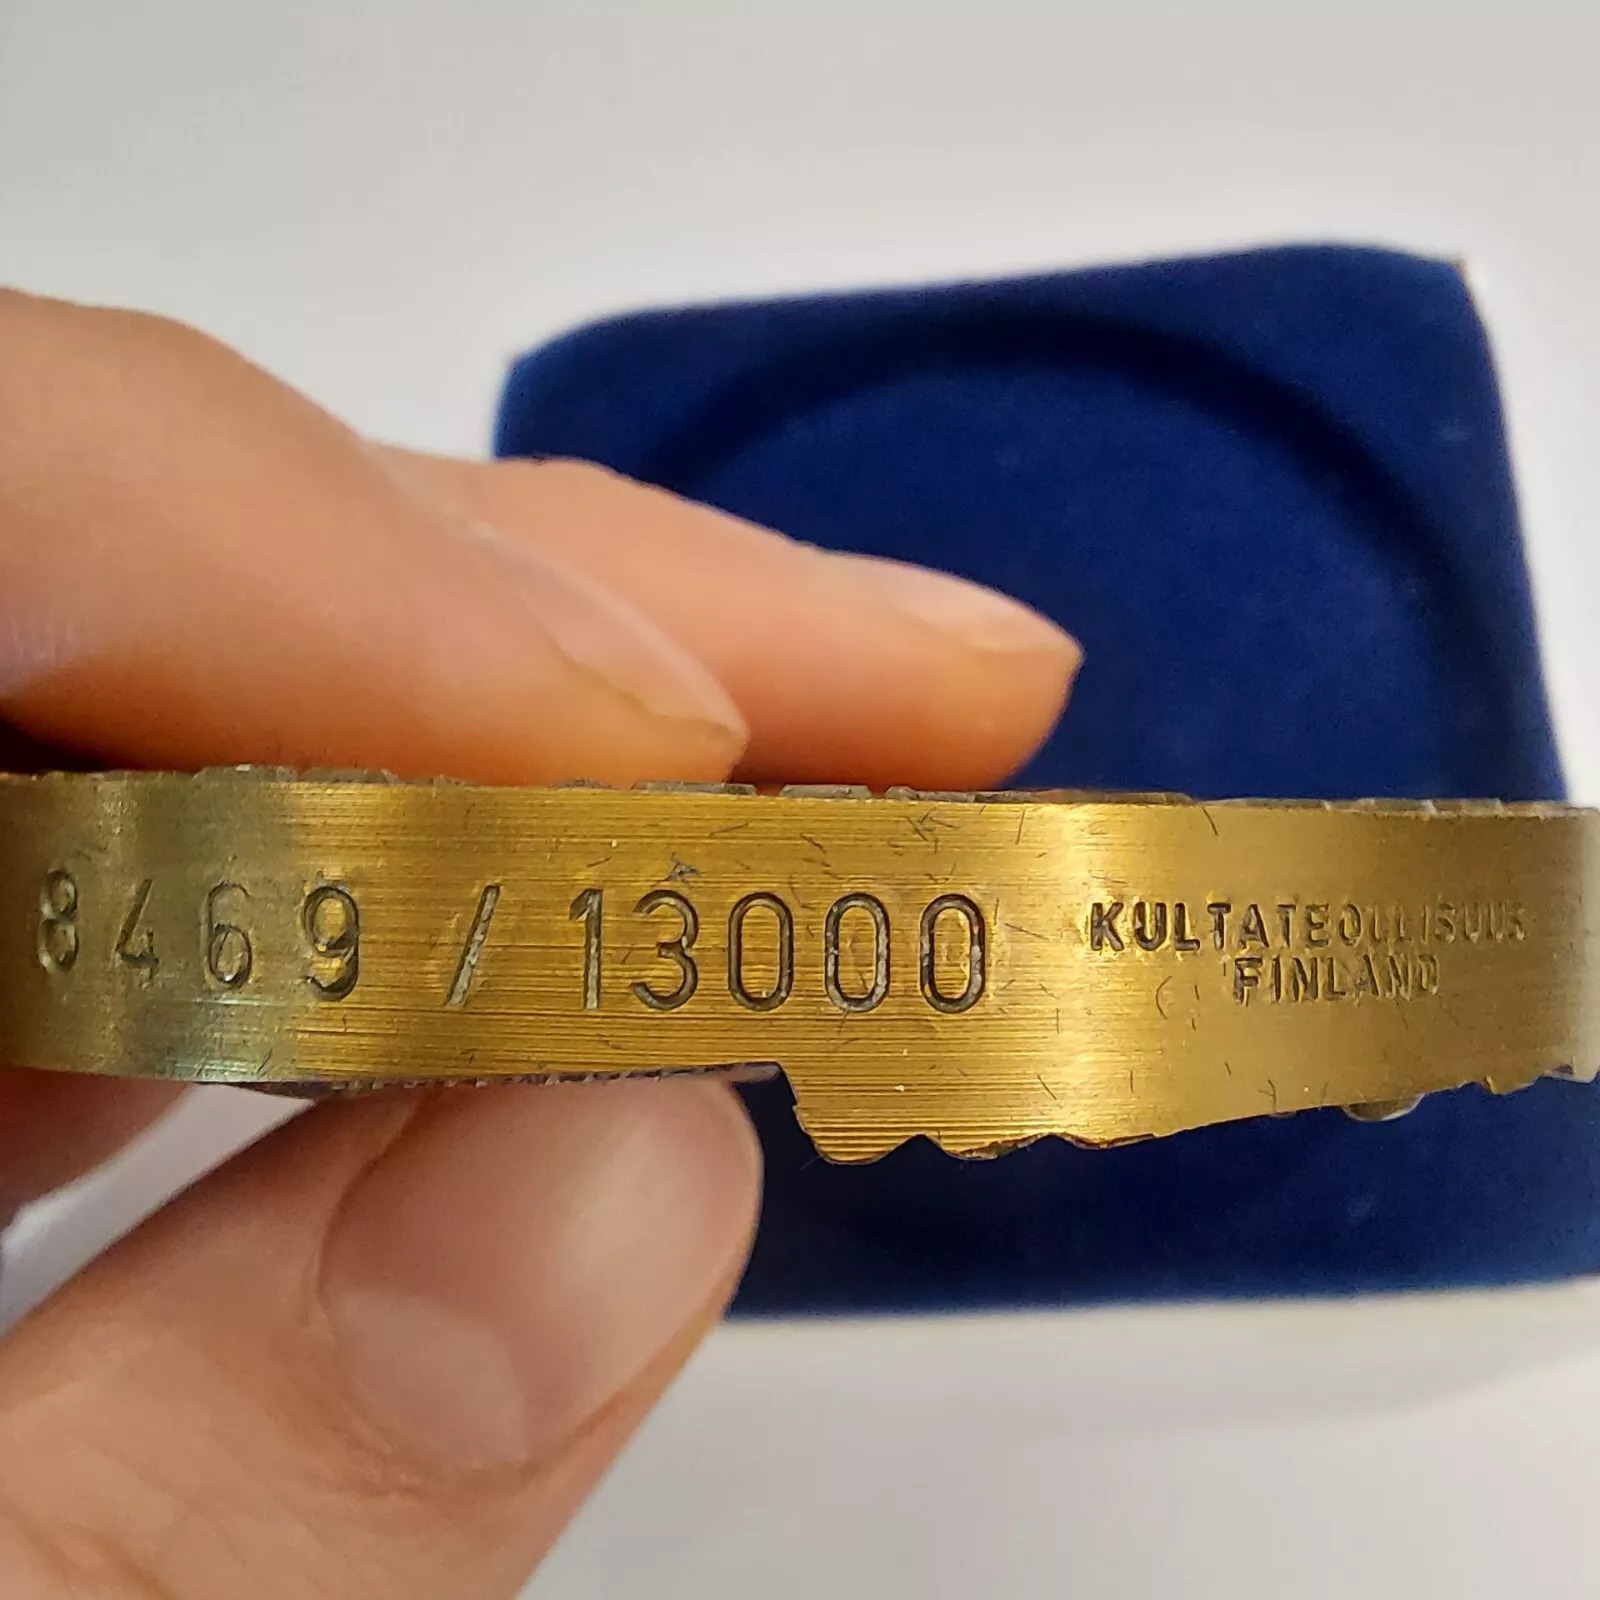 8469 / 13000
KULTATEOLLISUUS
FINLAND